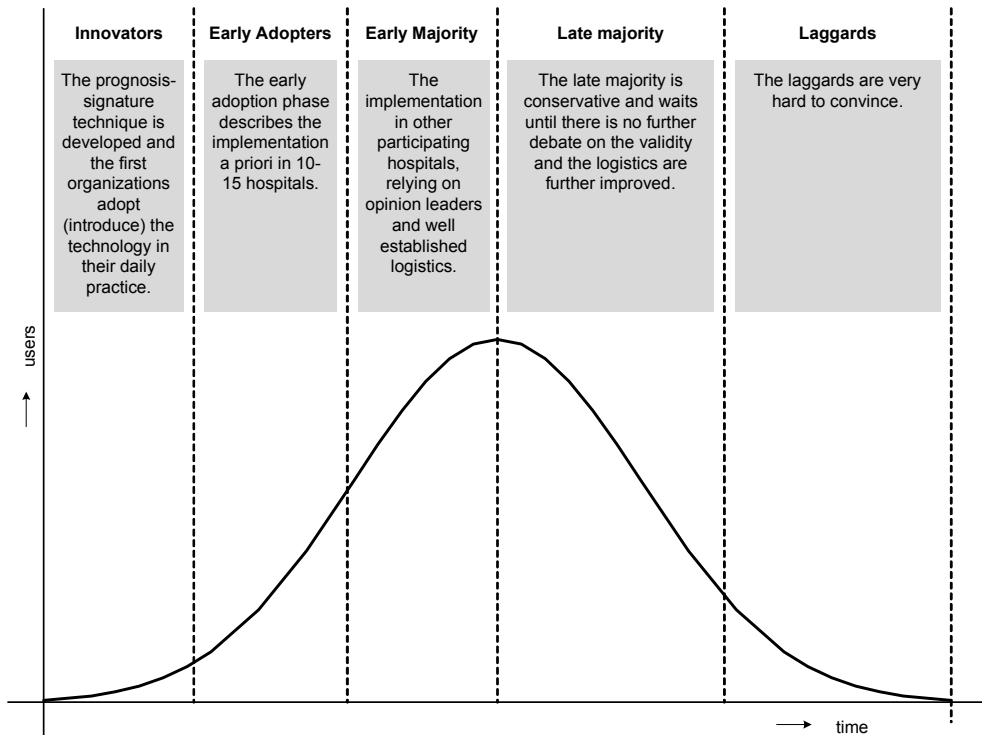 Innovators
The prognosis-
signature
technique is
developed and
the first
organizations
adopt
(introduce) the
technology in
their daily
practice.
Early Adopters
The early
adoption phase
describes the
implementation
a priori in 10-
15 hospitals.
Early Majority
The
implementation
in other
participating
hospitals,
relying on
opinion leaders
and well
established
logistics.
Late majority
The late majority is
conservative and waits
until there is no further
debate on the validity
and the logistics are
further improved.
Laggards
The laggards are very
hard to convince.
users
time